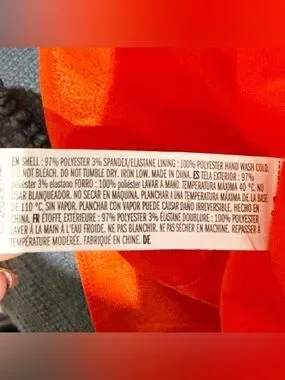 EN SHELL : 97% POLYESTER 3% SPANDEX/ELASTANE LINING : 100% POLYESTER HAND WASH COLD.
DO NOT BLEACH. DO NOT TUMBLE DRY. IRON LOW. MADE IN CHINA. ES TELA EXTERIOR : 97%
poliéster 3% elastano FORRO : 100% poliéster LAVAR A MANO. TEMPERATURA MÁXIMA 40 °C. NO
USAR BLANQUEADOR. NO SECAR EN MÁQUINA. PLANCHAR A UNA TEMPERATURA MÁXIMA DE LA BASE
DE 110 °C, SIN VAPOR. PLANCHAR CON VAPOR PUEDE CAUSAR DAÑO IRREVERSIBLE. HECHO EN
CHINA. FR ÉTOFFE EXTÉRIEURE : 97% POLYESTER 3% ÉLISTANE DOUBLURE : 100% POLYESTER
LAVER À LA MAIN À L'EAU FROIDE. NE PAS BLANCHIR. NE PAS SÉCHER EN MACHINE. REPASSER À
TEMPÉRATURE MODÉRÉE. FABRIQUÉ EN CHINE. DE